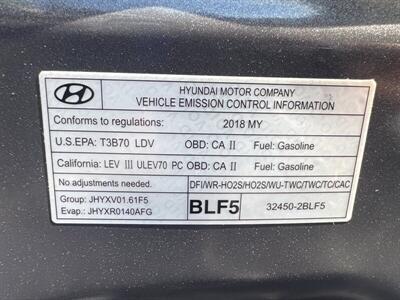 HYUNDAI MOTOR COMPANY
VEHICLE EMISSION CONTROL INFORMATION
Conforms to regulations: 2018 MY
U.S.EPA: T3B70 LDV OBD: CA II Fuel: Gasoline
California: LEV III ULEV70 PC OBD: CA II Fuel: Gasoline
No adjustments needed. DFI/WR-HO2S/HO2S/WU-TWC/TWC/TC/CAC
Group: JHYXV01.61F5
Evap.: JHYXR0140AFG
BLF5 32450-2BLF5